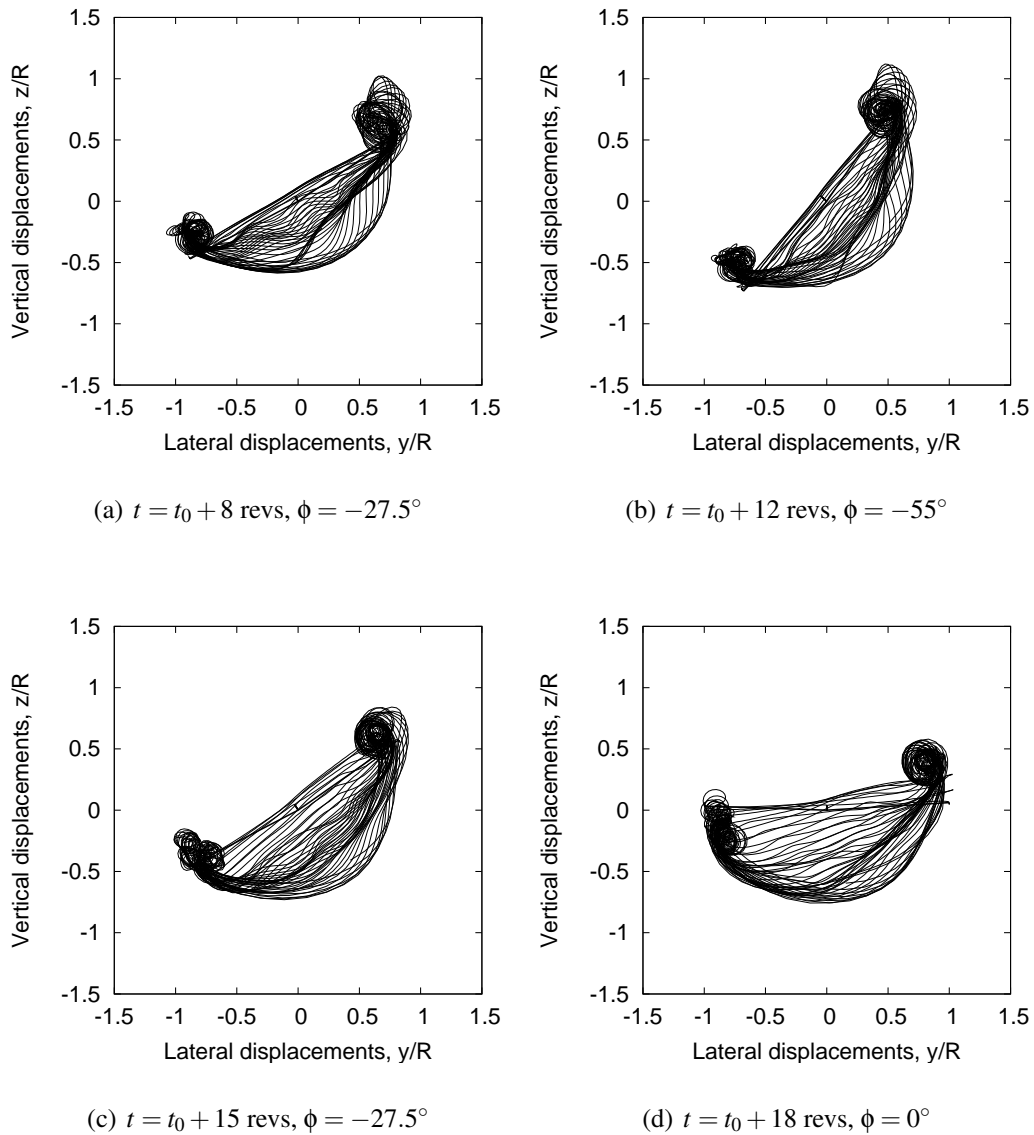 1.5
1
0.5
0
-0.5
-1
-1.5
-1.5 -1 -0.5 0 0.5 1 1.5
Vertical displacements, z/R
Lateral displacements, y/R
(a) t = t₀ + 8 revs, ϕ = −27.5°
1.5
1
0.5
0
-0.5
-1
-1.5
-1.5 -1 -0.5 0 0.5 1 1.5
Vertical displacements, z/R
Lateral displacements, y/R
(b) t = t₀ + 12 revs, ϕ = −55°
1.5
1
0.5
0
-0.5
-1
-1.5
-1.5 -1 -0.5 0 0.5 1 1.5
Vertical displacements, z/R
Lateral displacements, y/R
(c) t = t₀ + 15 revs, ϕ = −27.5°
1.5
1
0.5
0
-0.5
-1
-1.5
-1.5 -1 -0.5 0 0.5 1 1.5
Vertical displacements, z/R
Lateral displacements, y/R
(d) t = t₀ + 18 revs, ϕ = 0°